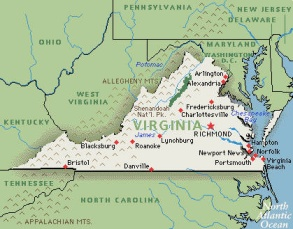 PENNSYLVANIA
NEW JERSEY
OHIO
MARYLAND
DELAWARE
Potomac
WASHINGTON
D.C.
Arlington
Alexandria
ALLEGHENY MTS.
WEST
VIRGINIA
Shenandoah
Nat'l. Pk.
Fredericksburg
Charlottesville
Chesapeake
Bay
KENTUCKY
VIRGINIA
RICHMOND
James
Lynchburg
Hampton
Blacksburg
Roanoke
Newport News
Norfolk
Bristol
Danville
Portsmouth
Virginia
Beach
TENNESSEE
NORTH CAROLINA
APPALACHIAN MTS.
North
Atlantic
Ocean